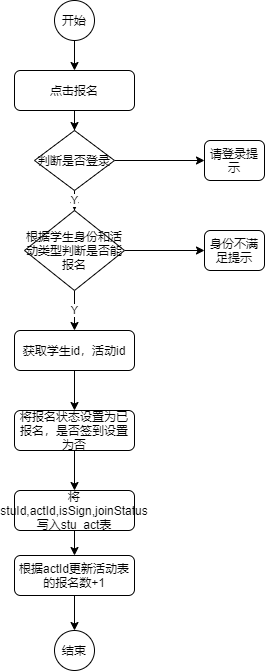 开始
点击报名
判断是否登录
请登录提
示
Y
根据学生身份和活
动类型判断是否能
报名
身份不满
足提示
Y
获取学生id，活动id
将报名状态设置为已
报名，是否签到设置
为否
将
stuId,actId,isSign,joinStatus
写入stu_act表
根据actId更新活动表
的报名数+1
结束